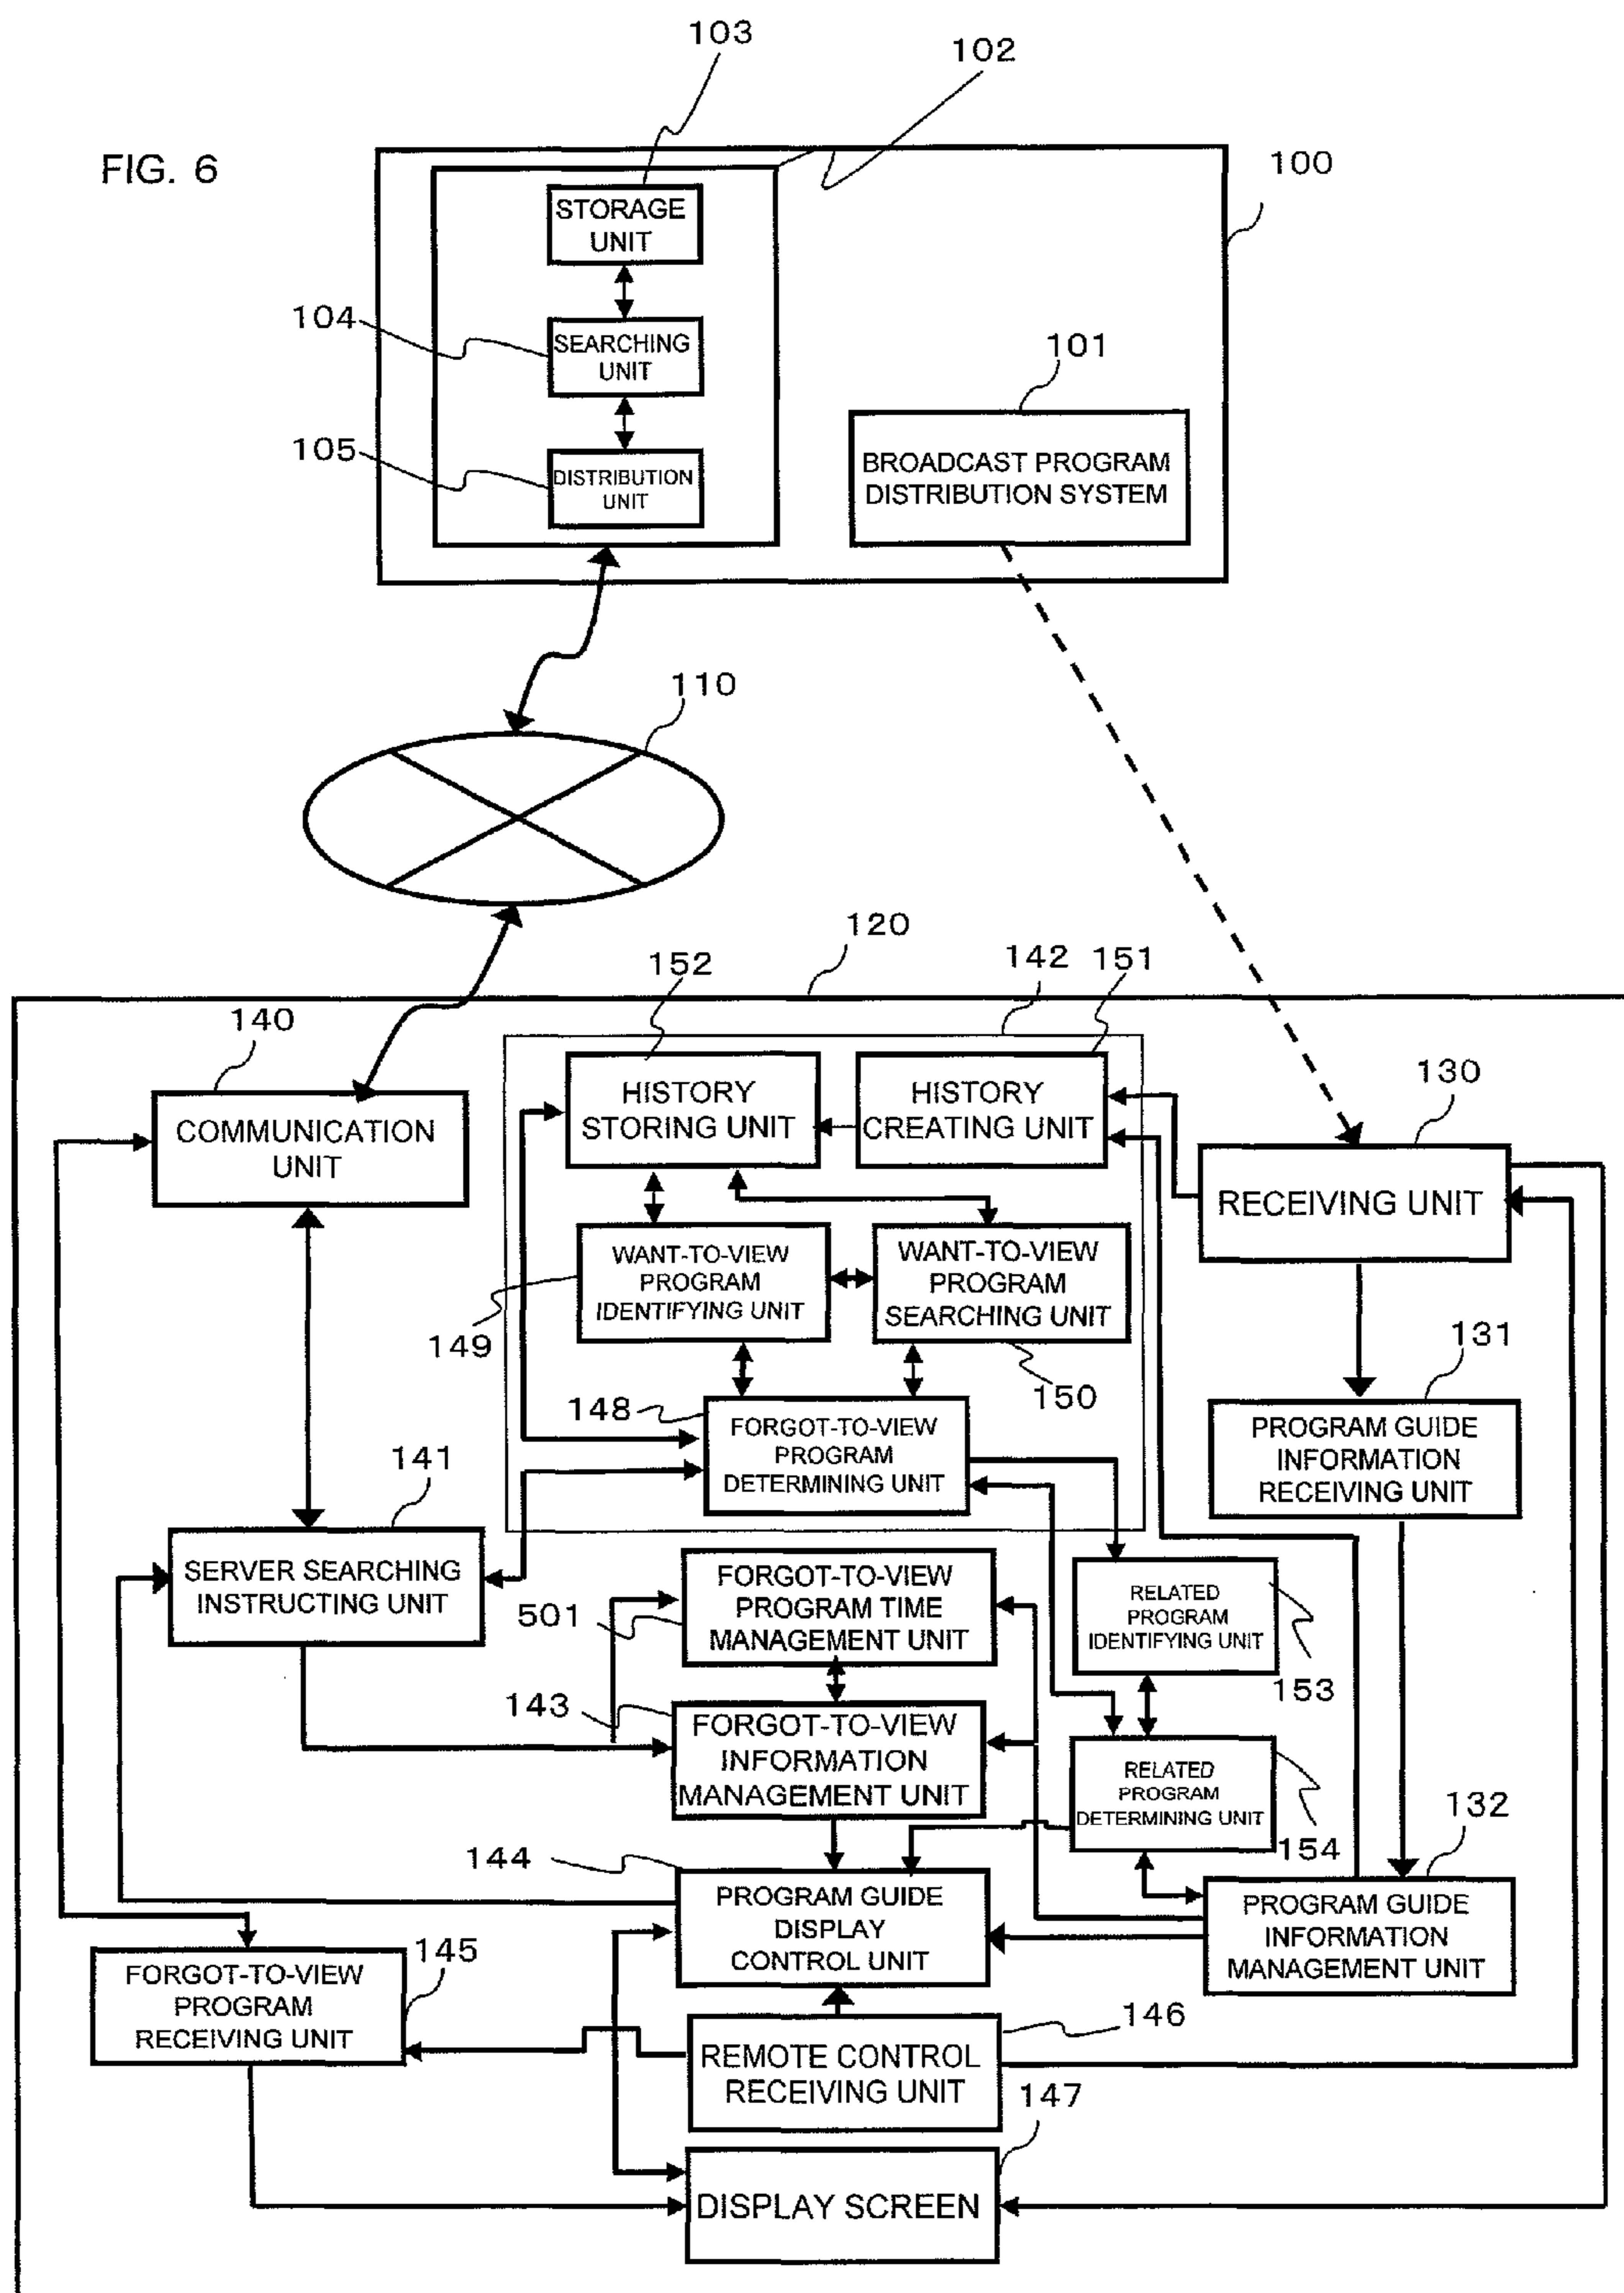 FIG. 6
103
102
100
STORAGE
UNIT
104
SEARCHING
UNIT
101
105
DISTRIBUTION
UNIT
BROADCAST PROGRAM
DISTRIBUTION SYSTEM
110
120
152
142
151
140
COMMUNICATION
UNIT
HISTORY
STORING UNIT
HISTORY
CREATING UNIT
130
RECEIVING UNIT
WANT-TO-VIEW
PROGRAM
IDENTIFYING UNIT
149
WANT-TO-VIEW
PROGRAM
SEARCHING UNIT
150
131
PROGRAM GUIDE
INFORMATION
RECEIVING UNIT
148
FORGOT-TO-VIEW
PROGRAM
DETERMINING UNIT
141
SERVER SEARCHING
INSTRUCTING UNIT
501
FORGOT-TO-VIEW
PROGRAM TIME
MANAGEMENT UNIT
RELATED
PROGRAM
IDENTIFYING UNIT
153
143
FORGOT-TO-VIEW
INFORMATION
MANAGEMENT UNIT
RELATED
PROGRAM
DETERMINING UNIT
154
132
144
PROGRAM GUIDE
DISPLAY
CONTROL UNIT
PROGRAM GUIDE
INFORMATION
MANAGEMENT UNIT
145
FORGOT-TO-VIEW
PROGRAM
RECEIVING UNIT
146
REMOTE CONTROL
RECEIVING UNIT
147
DISPLAY SCREEN